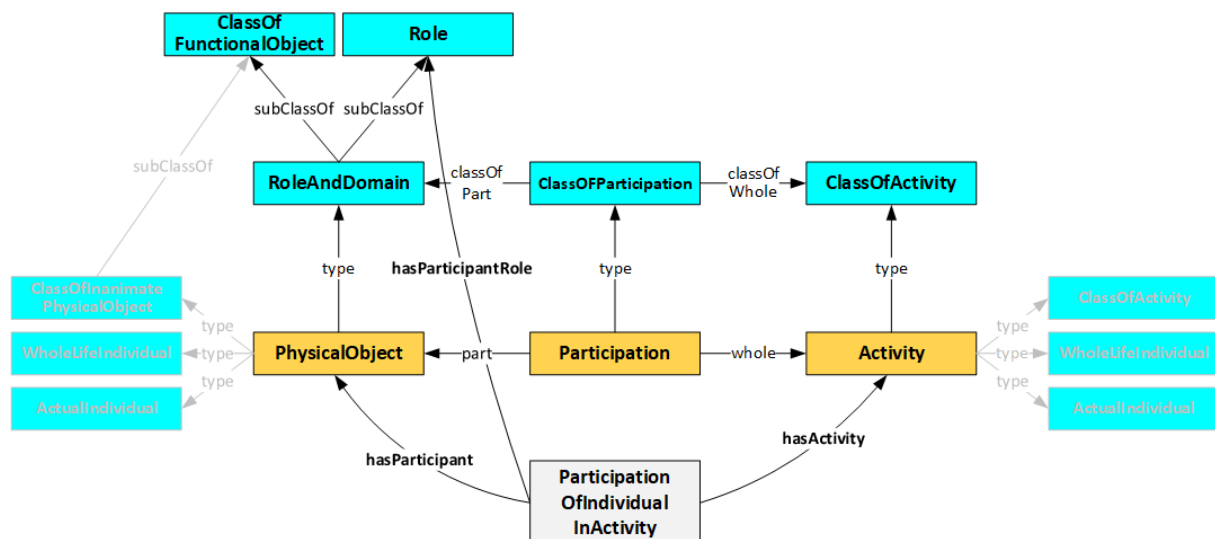 ClassOf
FunctionalObject
Role
subClassOf
subClassOf
subClassOf
RoleAndDomain
classOf
Part
ClassOFParticipation
classOf
Whole
ClassOfActivity
type
hasParticipantRole
type
type
ClassOfInanimate
PhysicalObject
type
WholeLifeIndividual
type
type
ActualIndividual
PhysicalObject
part
Participation
whole
Activity
type
type
type
ClassOfActivity
WholeLifeIndividual
ActualIndividual
hasParticipant
hasActivity
Participation
OfIndividual
InActivity